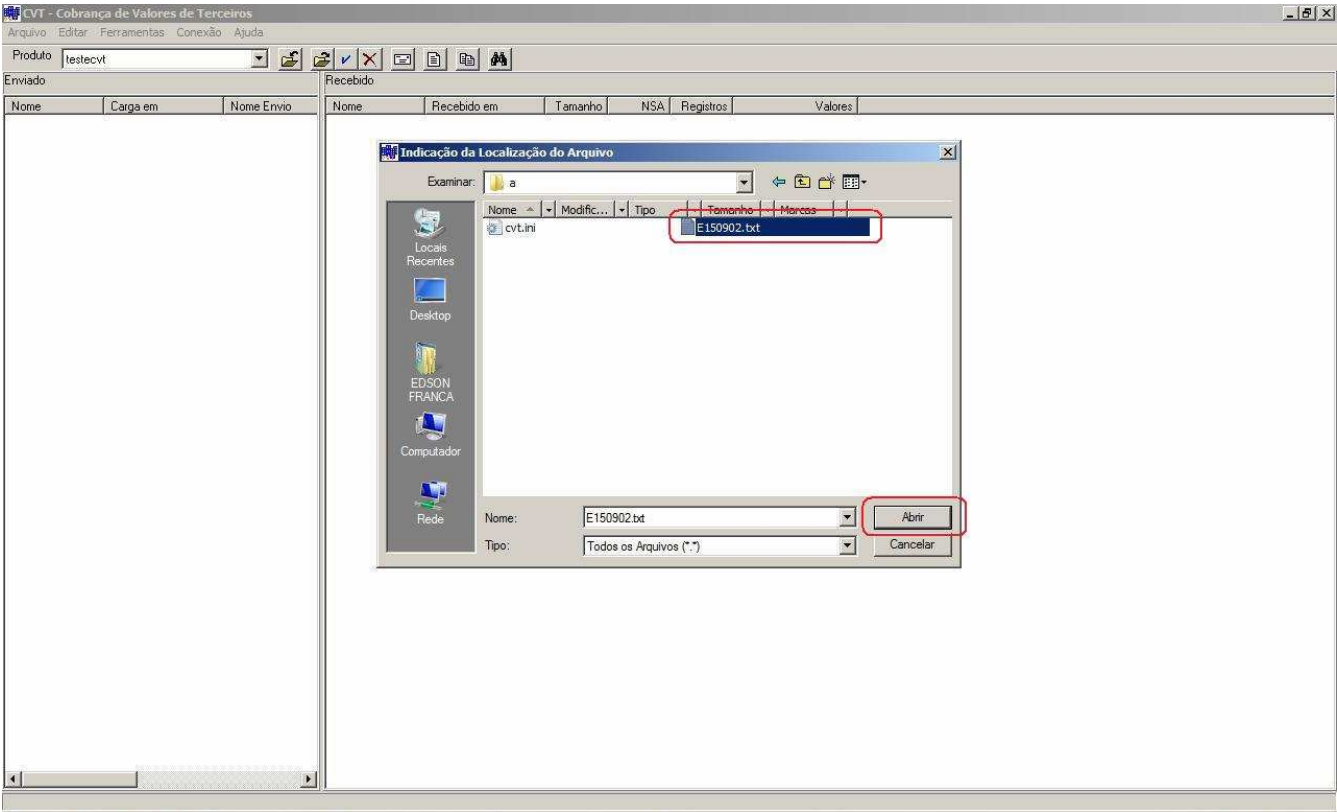 CVT - Cobrança de Valores de Terceiros
Arquivo Editar Ferramentas Conexão Ajuda
Produto testecvt
Enviado Recebido
Nome Carga em Nome Envio Nome Recebido em Tamanho NSA Registros Valores
Indicação da Localização do Arquivo
Examinar: a
Nome Modific... Tipo Tamanho Marcas
cvt.ini E150902.txt
Locais
Recentes
Desktop
EDSON
FRANCA
Computador
Rede
Nome: E150902.txt Abrir
Tipo: Todos os Arquivos (*.*) Cancelar